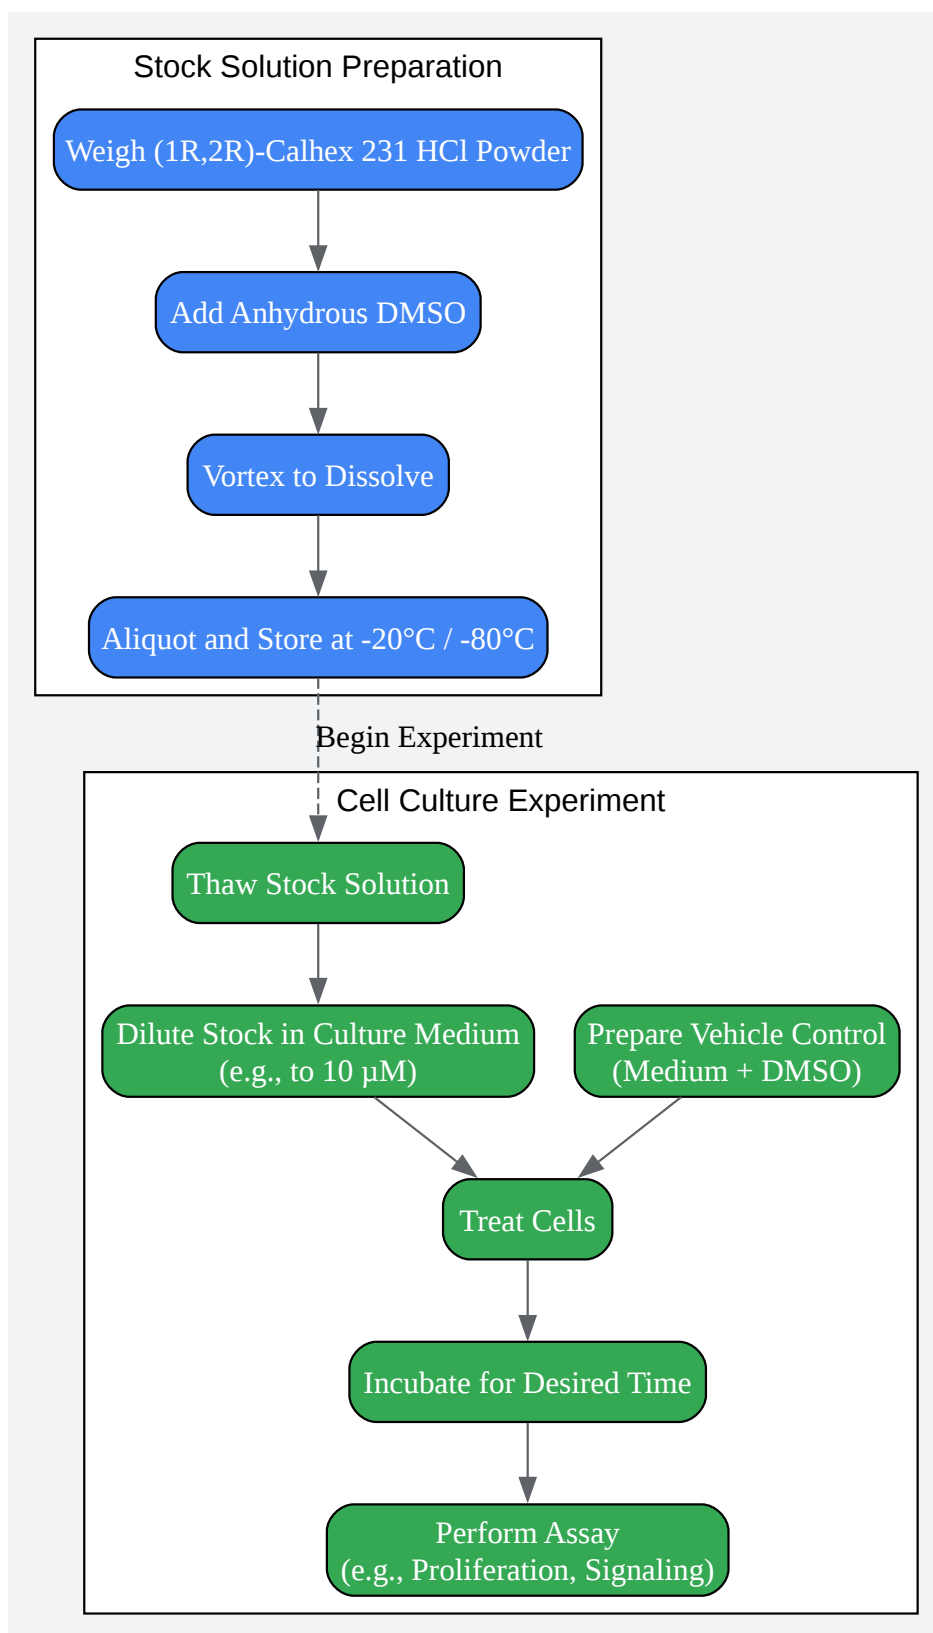 Stock Solution Preparation
Weigh (1R,2R)-Calhex 231 HCl Powder
Add Anhydrous DMSO
Vortex to Dissolve
Aliquot and Store at -20°C / -80°C
Begin Experiment
Cell Culture Experiment
Thaw Stock Solution
Dilute Stock in Culture Medium
(e.g., to 10 µM)
Prepare Vehicle Control
(Medium + DMSO)
Treat Cells
Incubate for Desired Time
Perform Assay
(e.g., Proliferation, Signaling)